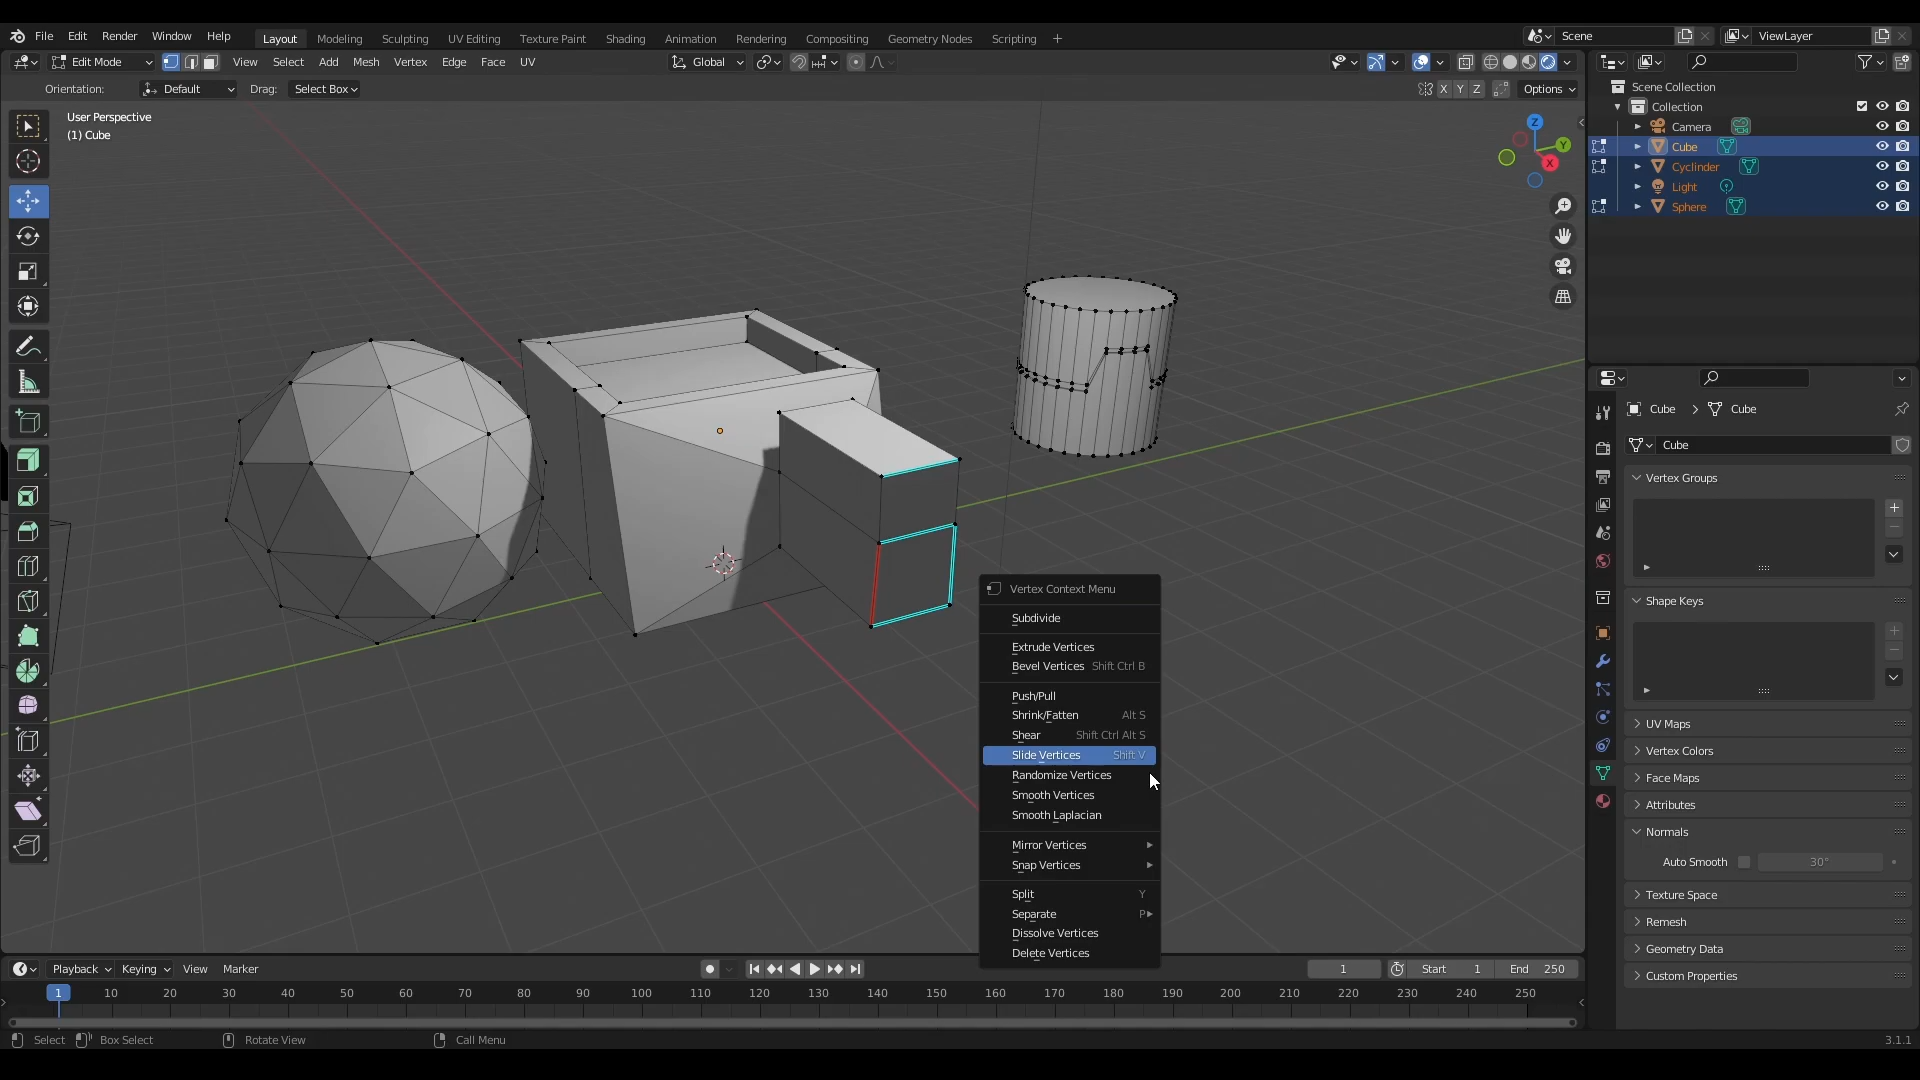 File Edit Render Window Help Layout Modeling Sculpting UV Editing Texture Paint Shading Animation Rendering Compositing Geometry Nodes Scripting + Scene ViewLayer
Edit Mode View Select Add Mesh Vertex Edge Face UV Global
Orientation: Default Drag: Select Box X Y Z Options
User Perspective
(1) Cube
Z
Y
X
Scene Collection
Collection
Camera
Cube
Cyclinder
Light
Sphere
Cube > Cube
Cube
Vertex Groups
Shape Keys
UV Maps
Vertex Colors
Face Maps
Attributes
Normals
Auto Smooth 30°
Texture Space
Remesh
Geometry Data
Custom Properties
Vertex Context Menu
Subdivide
Extrude Vertices
Bevel Vertices Shift Ctrl B
Push/Pull
Shrink/Fatten Alt S
Shear Shift Ctrl Alt S
Slide Vertices Shift V
Randomize Vertices
Smooth Vertices
Smooth Laplacian
Mirror Vertices
Snap Vertices
Split Y
Separate P
Dissolve Vertices
Delete Vertices
Playback Keying View Marker 1 Start 1 End 250
1 10 20 30 40 50 60 70 80 90 100 110 120 130 140 150 160 170 180 190 200 210 220 230 240 250
Select Box Select Rotate View Call Menu 3.1.1